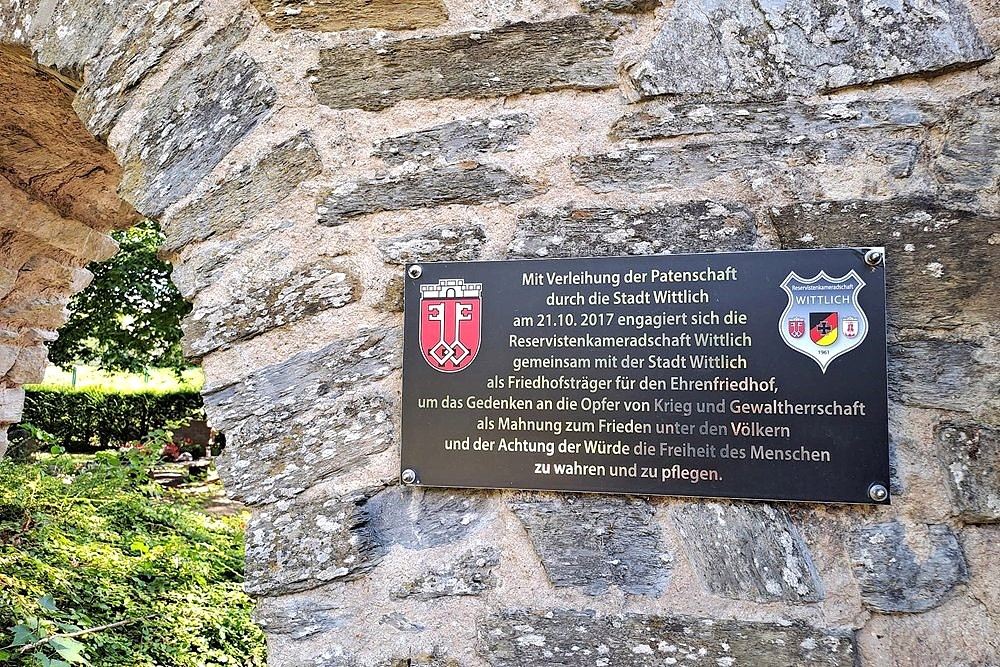 Mit Verleihung der Patenschaft
durch die Stadt Wittlich
am 21.10. 2017 engagiert sich die
Reservistenkameradschaft Wittlich
gemeinsam mit der Stadt Wittlich
als Friedhofsträger für den Ehrenfriedhof,
um das Gedenken an die Opfer von Krieg und Gewaltherrschaft
als Mahnung zum Frieden unter den Völkern
und der Achtung der Würde die Freiheit des Menschen
zu wahren und zu pflegen.
Reservistenkameradschaft
WITTLICH
1961